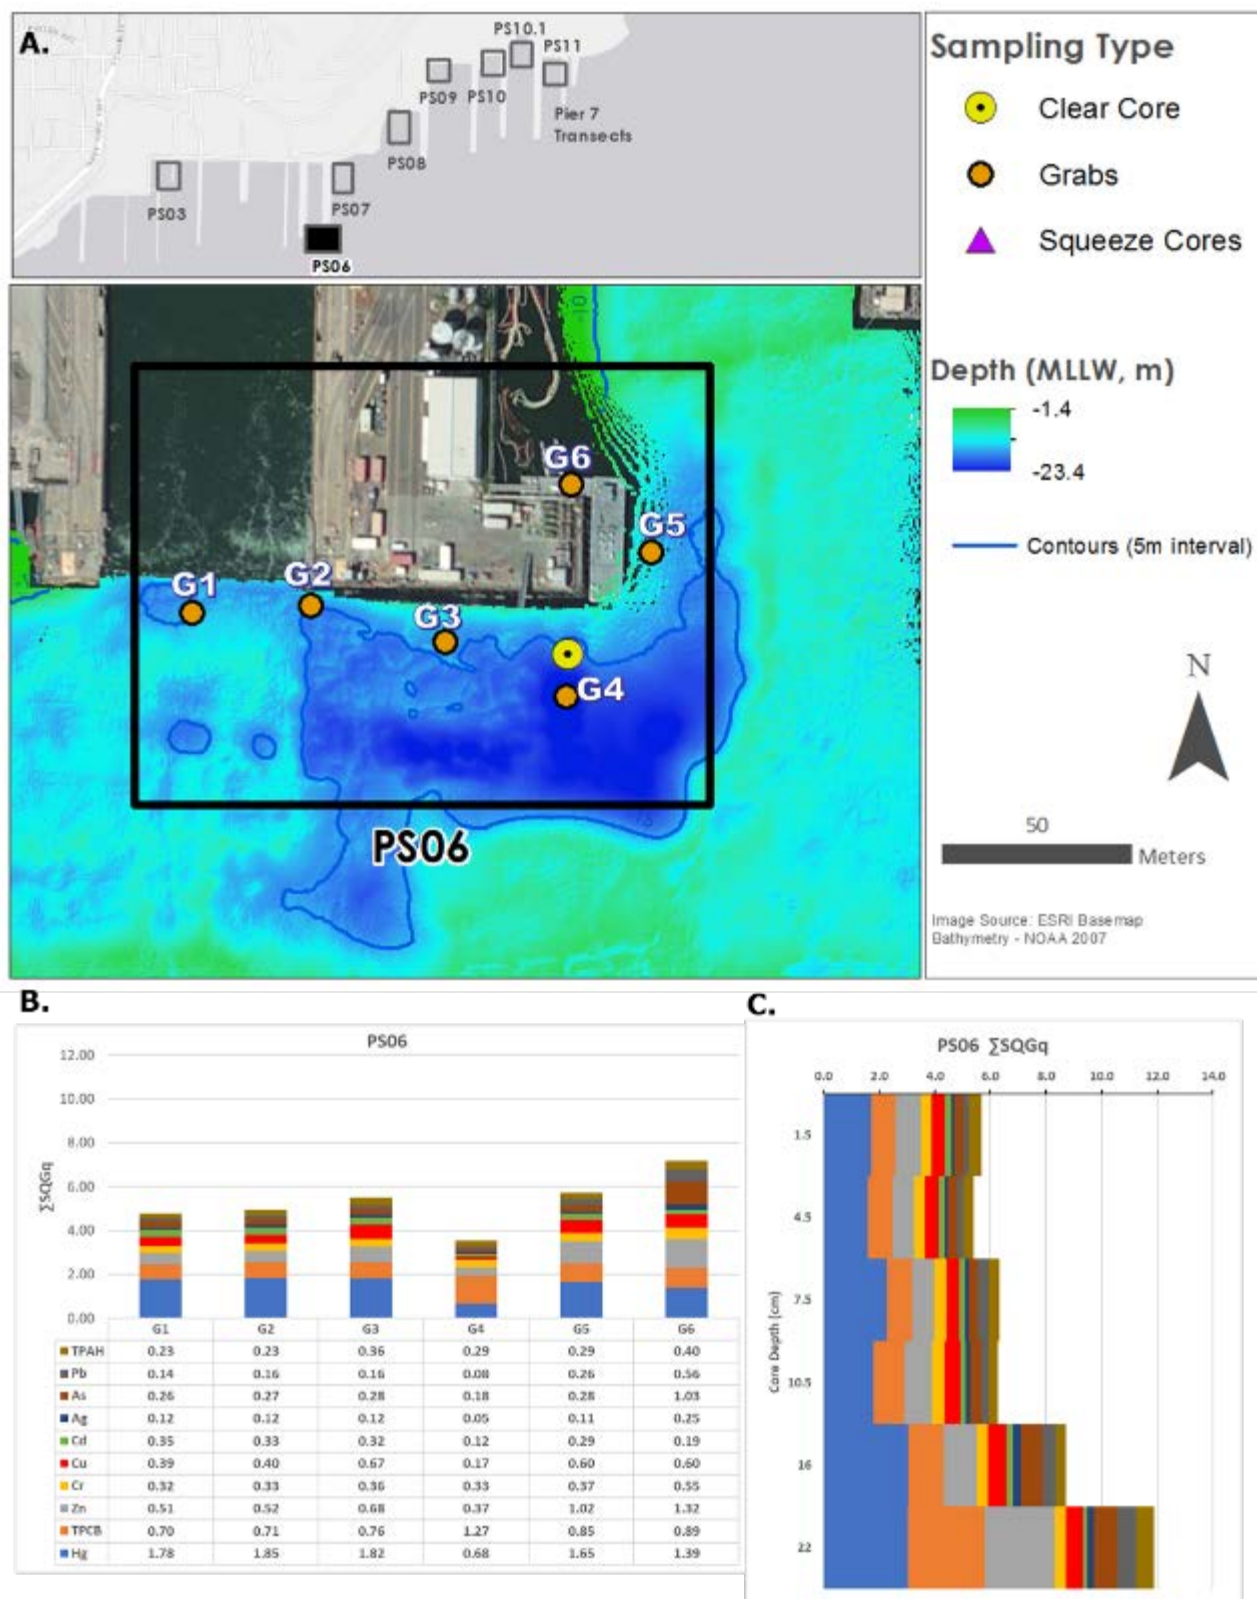 A.
PS10.1
PS11
PS09
PS10
Pier 7
Transects
PS08
PS03
PS07
PS06
Sampling Type
Clear Core
Grabs
Squeeze Cores
Depth (MLLW, m)
-1.4
-23.4
Contours (5m interval)
N
50
Meters
Image Source: ESRI Basemap
Bathymetry - NOAA 2007
-10
G6
G5
G1
G2
G3
G4
PS06
B.
PS06
∑SQGq
12.00
10.00
8.00
6.00
4.00
2.00
0.00
G1 G2 G3 G4 G5 G6
TPAH 0.23 0.23 0.36 0.29 0.29 0.40
Pb 0.14 0.16 0.16 0.08 0.26 0.56
As 0.26 0.27 0.28 0.18 0.28 1.03
Ag 0.12 0.12 0.12 0.05 0.11 0.25
Cd 0.35 0.33 0.32 0.12 0.29 0.19
Cu 0.39 0.40 0.67 0.17 0.60 0.60
Cr 0.32 0.33 0.36 0.33 0.37 0.55
Zn 0.51 0.52 0.68 0.37 1.02 1.32
TPCB 0.70 0.71 0.76 1.27 0.85 0.89
Hg 1.78 1.85 1.82 0.68 1.65 1.39
C.
PS06 ∑SQGq
0.0 2.0 4.0 6.0 8.0 10.0 12.0 14.0
Core Depth (cm)
1.5
4.5
7.5
10.5
16
22